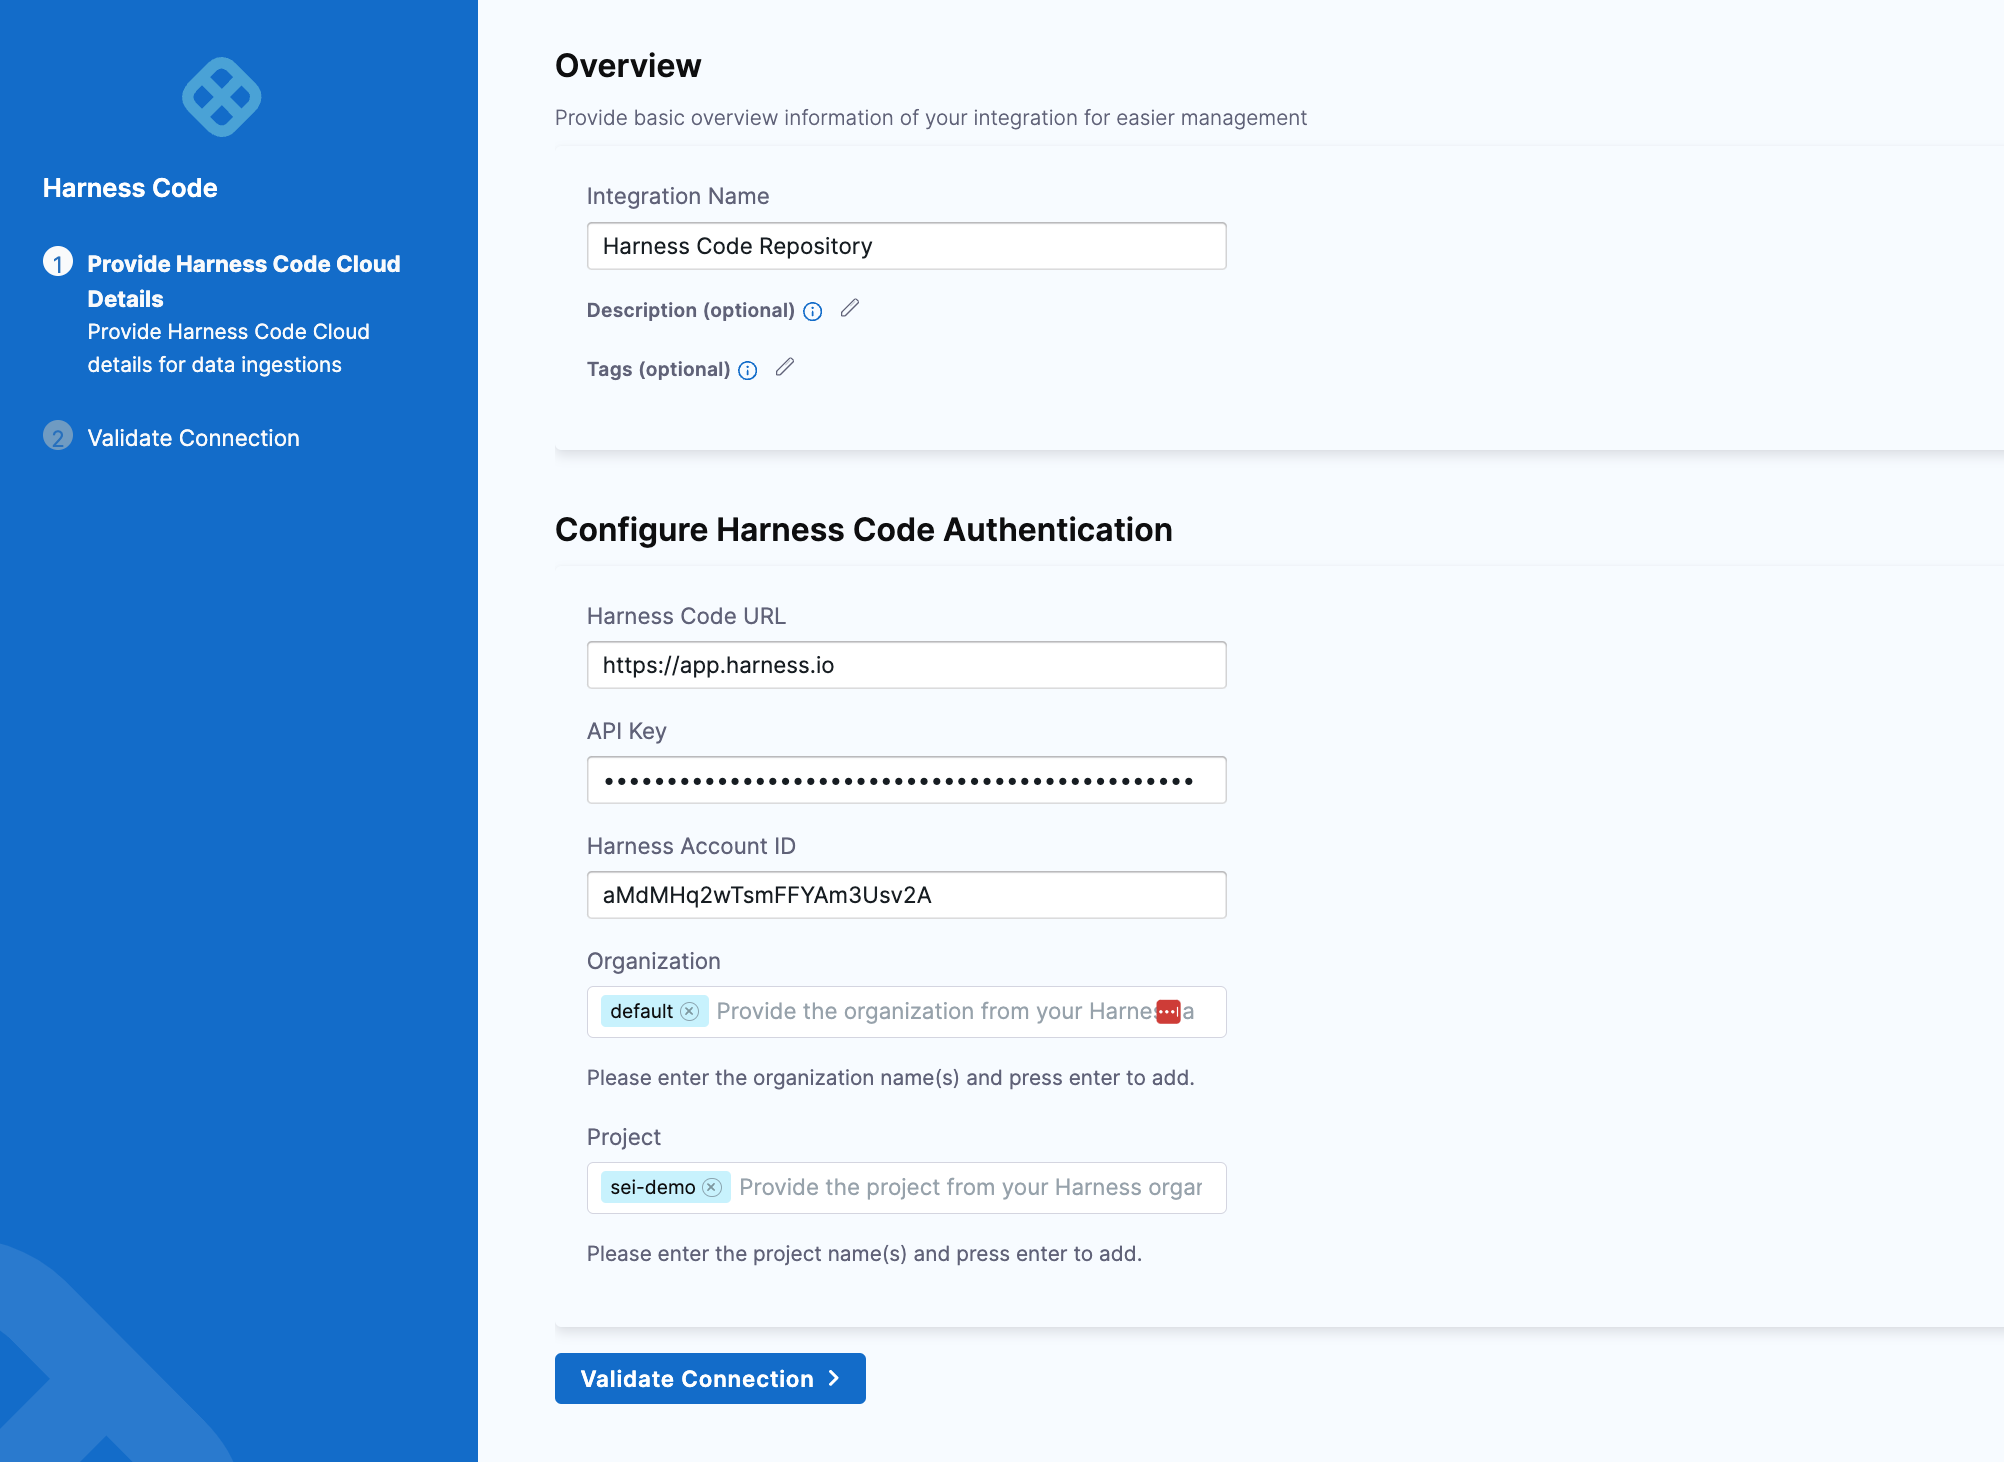 Harness Code
1 Provide Harness Code Cloud
Details
Provide Harness Code Cloud
details for data ingestions
2 Validate Connection
Overview
Provide basic overview information of your integration for easier management
Integration Name
Harness Code Repository
Description (optional)
Tags (optional)
Configure Harness Code Authentication
Harness Code URL
https://app.harness.io
API Key
Harness Account ID
aMdMHq2wTsmFFYAm3Usv2A
Organization
default Provide the organization from your Harnes a
Please enter the organization name(s) and press enter to add.
Project
sei-demo Provide the project from your Harness orgar
Please enter the project name(s) and press enter to add.
Validate Connection